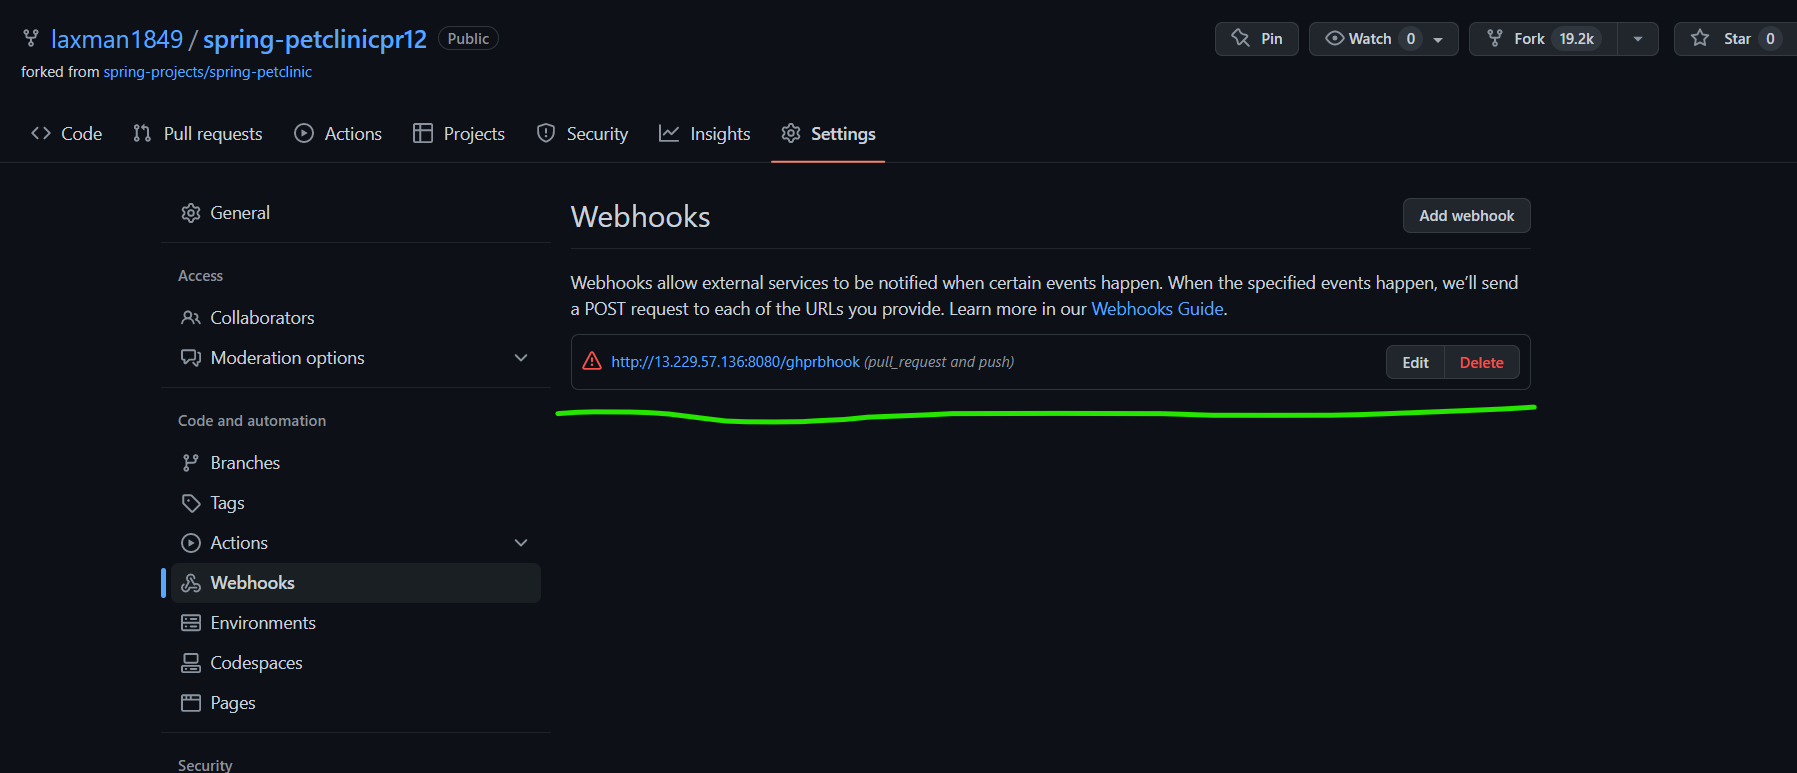 laxman1849 / spring-petclinicpr12 Public
Pin Watch 0 Fork 19.2k Star 0
forked from spring-projects/spring-petclinic
Code Pull requests Actions Projects Security Insights Settings
General
Access
Collaborators
Moderation options
Code and automation
Branches
Tags
Actions
Webhooks
Environments
Codespaces
Pages
Security
Webhooks
Add webhook
Webhooks allow external services to be notified when certain events happen. When the specified events happen, we’ll send
a POST request to each of the URLs you provide. Learn more in our Webhooks Guide.
http://13.229.57.136:8080/ghprbhook (pull_request and push) Edit Delete